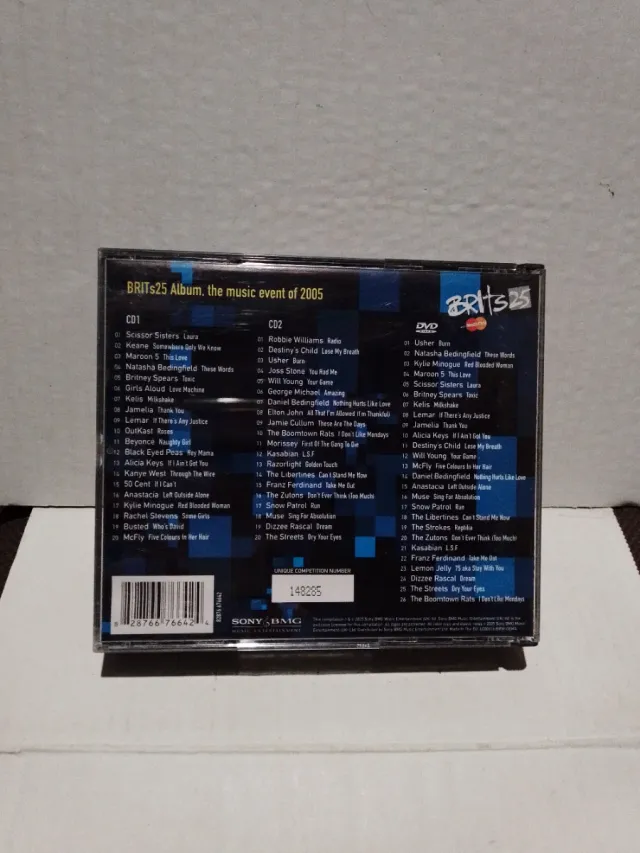 BRITs25 Album. the music event of 2005
BRITs 25
CD1
01 Scissor Sisters Laura
02 Keane Somewhere Only We Know
03 Maroon 5 This Love
04 Natasha Bedingfield These Words
05 Britney Spears Toxic
06 Girls Aloud Love Machine
07 Kelis Milkshake
08 Jamelia Thank You
09 Lemar If There's Any Justice
10 OutKast Roses
11 Beyoncé Naughty Girl
12 Black Eyed Peas Hey Mama
13 Alicia Keys If I Ain't Got You
14 Kanye West Through The Wire
15 50 Cent If I Can't
16 Anastacia Left Outside Alone
17 Kylie Minogue Red Blooded Woman
18 Rachel Stevens Some Girls
19 Busted Who's David
20 McFly Five Colours In Her Hair
CD2
01 Robbie Williams Radio
02 Destiny's Child Lose My Breath
03 Usher Burn
04 Joss Stone You Had Me
05 Will Young Your Game
06 George Michael Amazing
07 Daniel Bedingfield Nothing Hurts Like Love
08 Elton John All That I'm Allowed (I'm Thankful)
09 Jamie Cullum These Are The Days
10 The Boomtown Rats I Don't Like Mondays
11 Morissey First Of The Gang To Die
12 Kasabian L.S.F
13 Razorlight Golden Touch
14 The Libertines Can't Stand Me Now
15 Franz Ferdinand Take Me Out
16 The Zutons Don't Ever Think (Too Much)
17 Snow Patrol Run
18 Muse Sing For Absolution
19 Dizzee Rascal Dream
20 The Streets Dry Your Eyes
DVD
01 Usher Burn
02 Natasha Bedingfield These Words
03 Kylie Minogue Red Blooded Woman
04 Maroon 5 This Love
05 Scissor Sisters Laura
06 Britney Spears Toxic
07 Kelis Milkshake
08 Lemar If There's Any Justice
09 Jamelia Thank You
10 Alicia Keys If I Ain't Got You
11 Destiny's Child Lose My Breath
12 Will Young Your Game
13 McFly Five Colours In Her Hair
14 Daniel Bedingfield Nothing Hurts Like Love
15 Anastacia Left Outside Alone
16 Muse Sing For Absolution
17 Snow Patrol Run
18 The Libertines Can't Stand Me Now
19 The Strokes Reptilia
20 The Zutons Don't Ever Think (Too Much)
21 Kasabian L.S.F
22 Franz Ferdinand Take Me Out
23 Lemon Jelly 75 aka Stay With You
24 Dizzee Rascal Dream
25 The Streets Dry Your Eyes
26 The Boomtown Rats I Don't Like Mondays
UNIQUE COMPETITION NUMBER
148285
8 28766 76642 4
82876 676642
SONY BMG
MUSIC ENTERTAINMENT